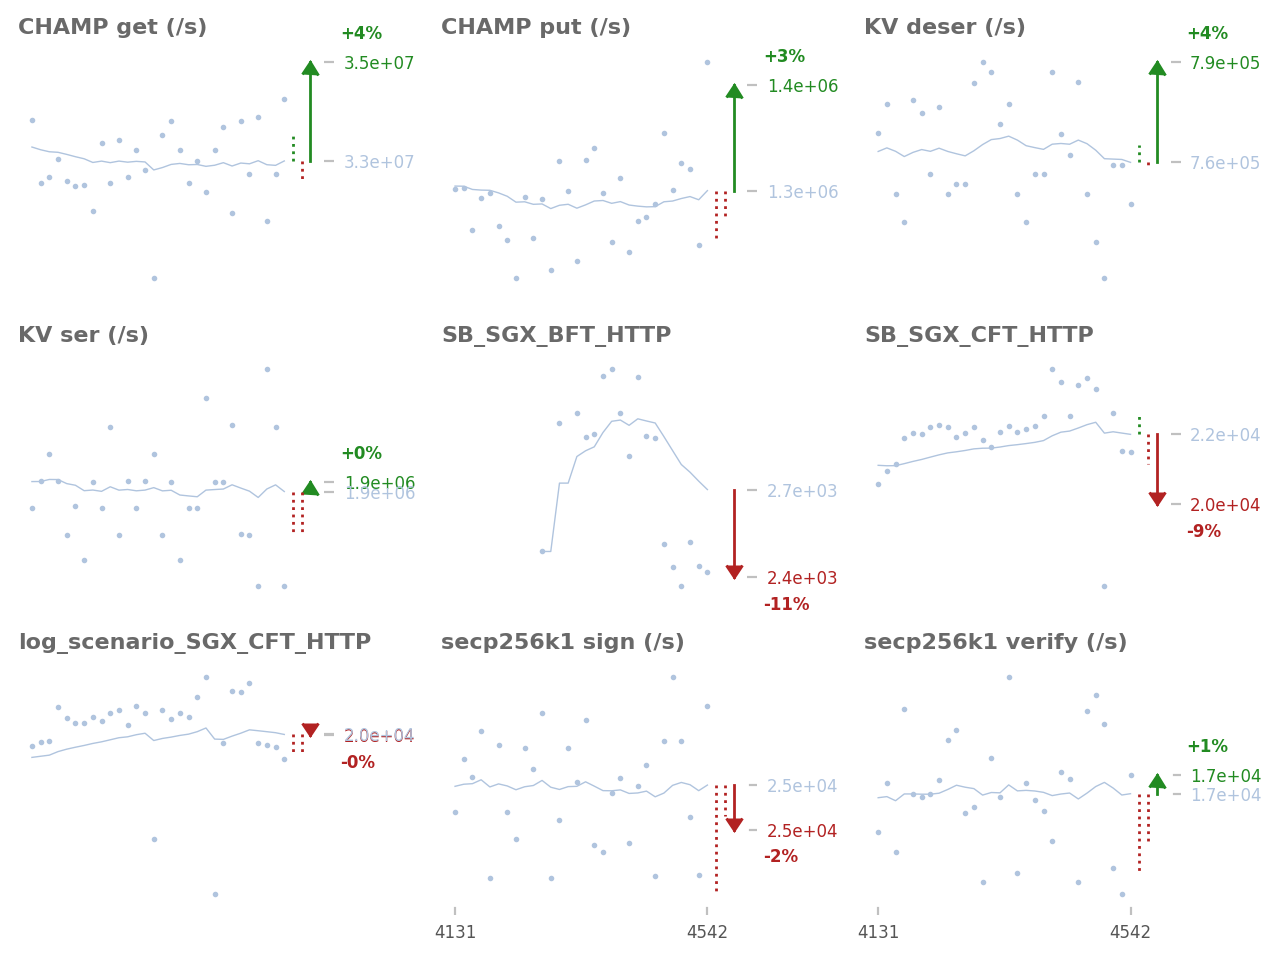 CHAMP get (/s)
+4%
3.5e+07
3.3e+07
CHAMP put (/s)
+3%
1.4e+06
1.3e+06
KV deser (/s)
+4%
7.9e+05
7.6e+05
KV ser (/s)
+0%
1.9e+06
1.9e+06
SB_SGX_BFT_HTTP
2.7e+03
2.4e+03
-11%
SB_SGX_CFT_HTTP
2.2e+04
2.0e+04
-9%
log_scenario_SGX_CFT_HTTP
2.0e+04
2.0e+04
-0%
secp256k1 sign (/s)
2.5e+04
2.5e+04
-2%
4131
4542
secp256k1 verify (/s)
+1%
1.7e+04
1.7e+04
4131
4542